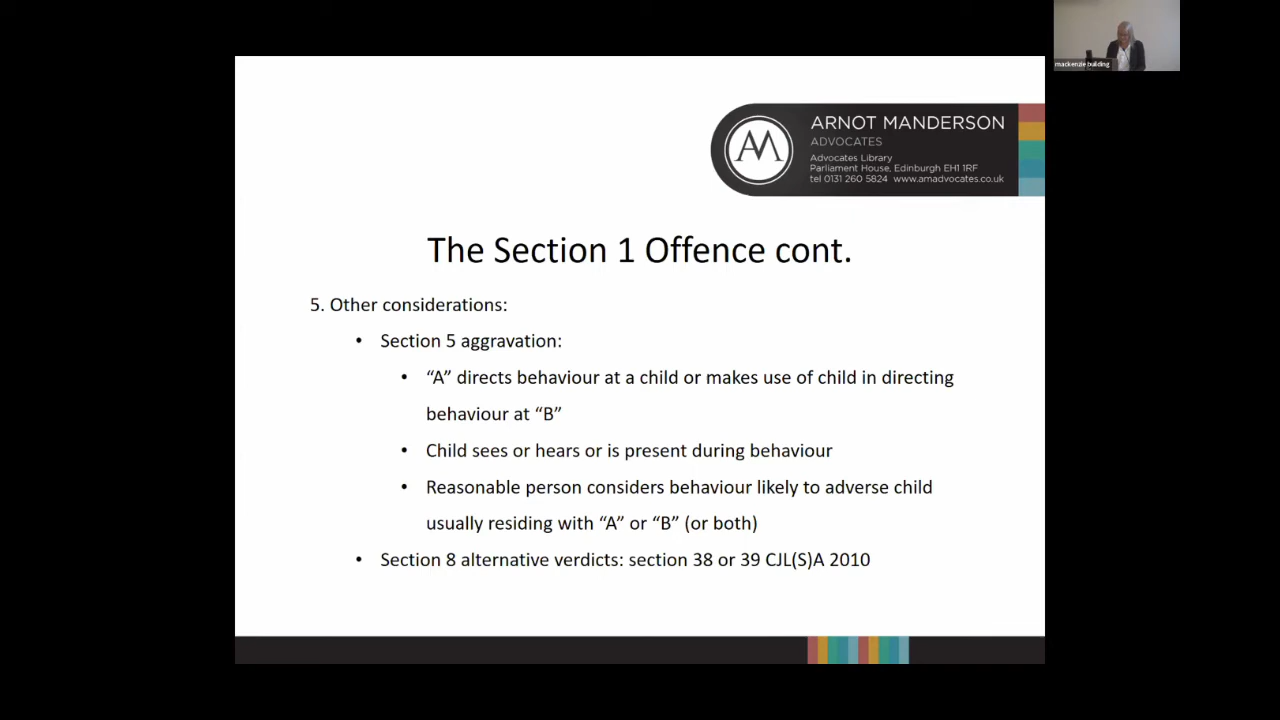 mackenzie building
AM
ARNOT MANDERSON
ADVOCATES
Advocates Library
Parliament House, Edinburgh EH1 1RF
tel 0131 260 5824 www.amadvocates.co.uk
The Section 1 Offence cont.
5. Other considerations:
• Section 5 aggravation:
• “A” directs behaviour at a child or makes use of child in directing
behaviour at “B”
• Child sees or hears or is present during behaviour
• Reasonable person considers behaviour likely to adverse child
usually residing with “A” or “B” (or both)
• Section 8 alternative verdicts: section 38 or 39 CJL(S)A 2010